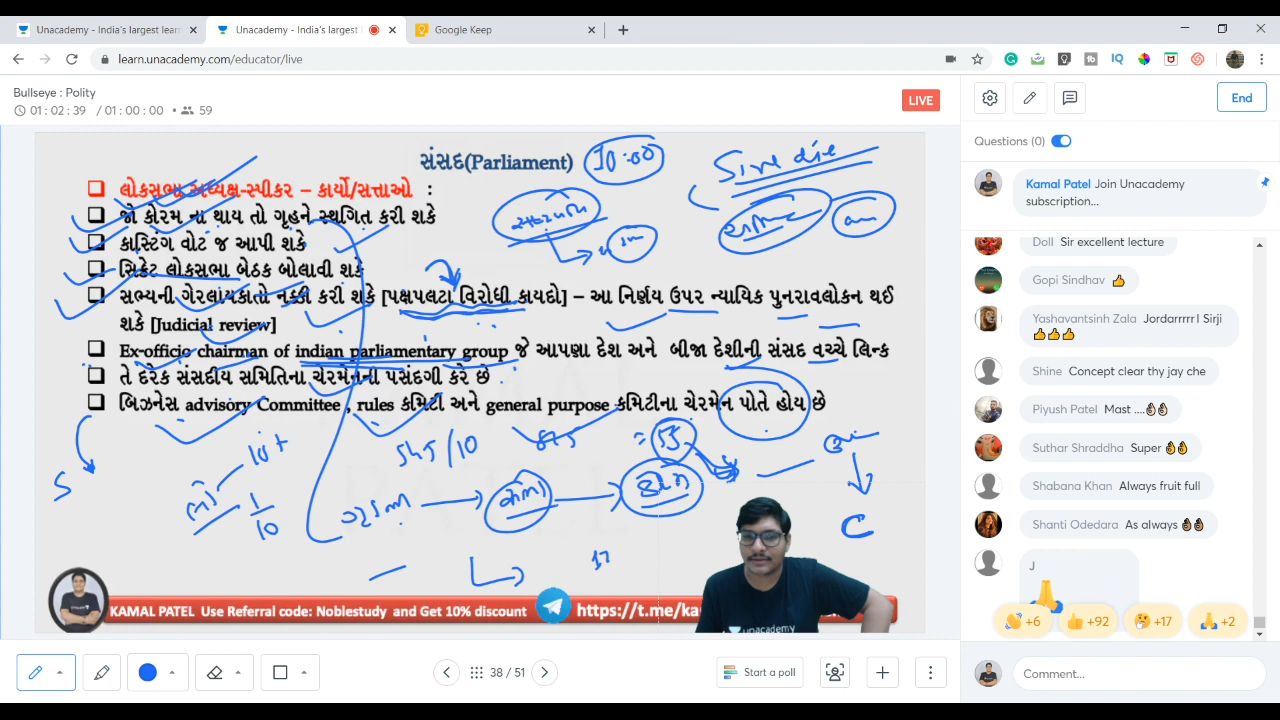 Unacademy - India's largest learn
Unacademy - India's largest
Google Keep
learn.unacademy.com/educator/live
Bullseye : Polity
01:02:39 / 01:00:00 • 59
LIVE
End
Questions (0)
Kamal Patel Join Unacademy
subscription...
સંસદ(Parliament)
10:00
Sine die
લોકસભા અધ્યક્ષ-સ્પીકર – કાર્યો/સત્તાઓ :
જો કોરમ ના થાય તો ગૃહને સ્થગિત કરી શકે
કાસ્ટિંગ વોટ જ આપી શકે
સિક્રેટ લોકસભા બેઠક બોલાવી શકે
સભ્યની ગેરલાયકાતો નક્કી કરી શકે [પક્ષપલટા વિરોધી કાયદો] – આ નિર્ણય ઉપર ન્યાયિક પુનરાવલોકન થઈ
શકે [Judicial review]
Ex-officio chairman of indian parliamentary group જે આપણા દેશ અને બીજા દેશીની સંસદ વચ્ચે લિન્ક
તે દરેક સંસદીય સમિતિના ચેરમેનની પસંદગી કરે છે
બિઝનેસ advisory Committee , rules કમિટી અને general purpose કમિટીના ચેરમેન પોતે હોય છે
10+
545/10
= 55
S
1/10
C
KAMAL PATEL Use Referral code: Noblestudy and Get 10% discount
https://t.me/ka
unacademy
Doll Sir excellent lecture
Gopi Sindhav 👍
Yashavantsinh Zala Jordarrrrr I Sirji
👍👍👍
Shine Concept clear thy jay che
Piyush Patel Mast ....👌👌
Suthar Shraddha Super 👌👌
Shabana Khan Always fruit full
Shanti Odedara As always 👌👌
J
🙏
👏 +6 👍 +92 🤔 +17 🙏 +2
38 / 51
Start a poll
Comment...